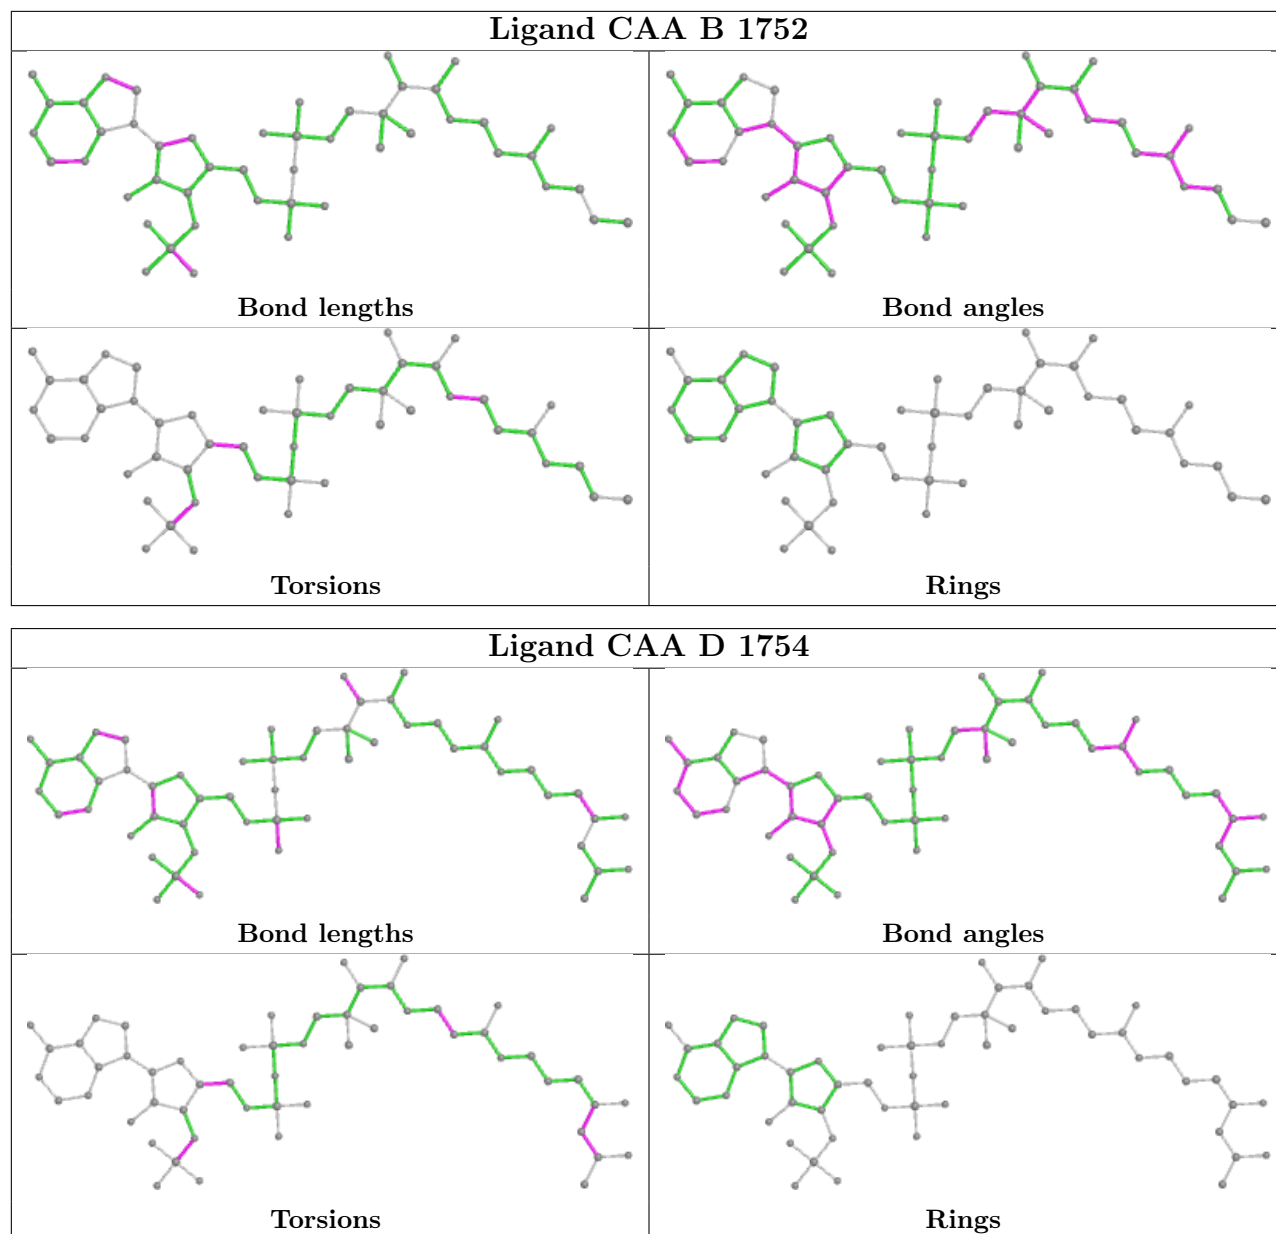 Ligand CAA B 1752
Bond lengths
Bond angles
Torsions
Rings
Ligand CAA D 1754
Bond lengths
Bond angles
Torsions
Rings